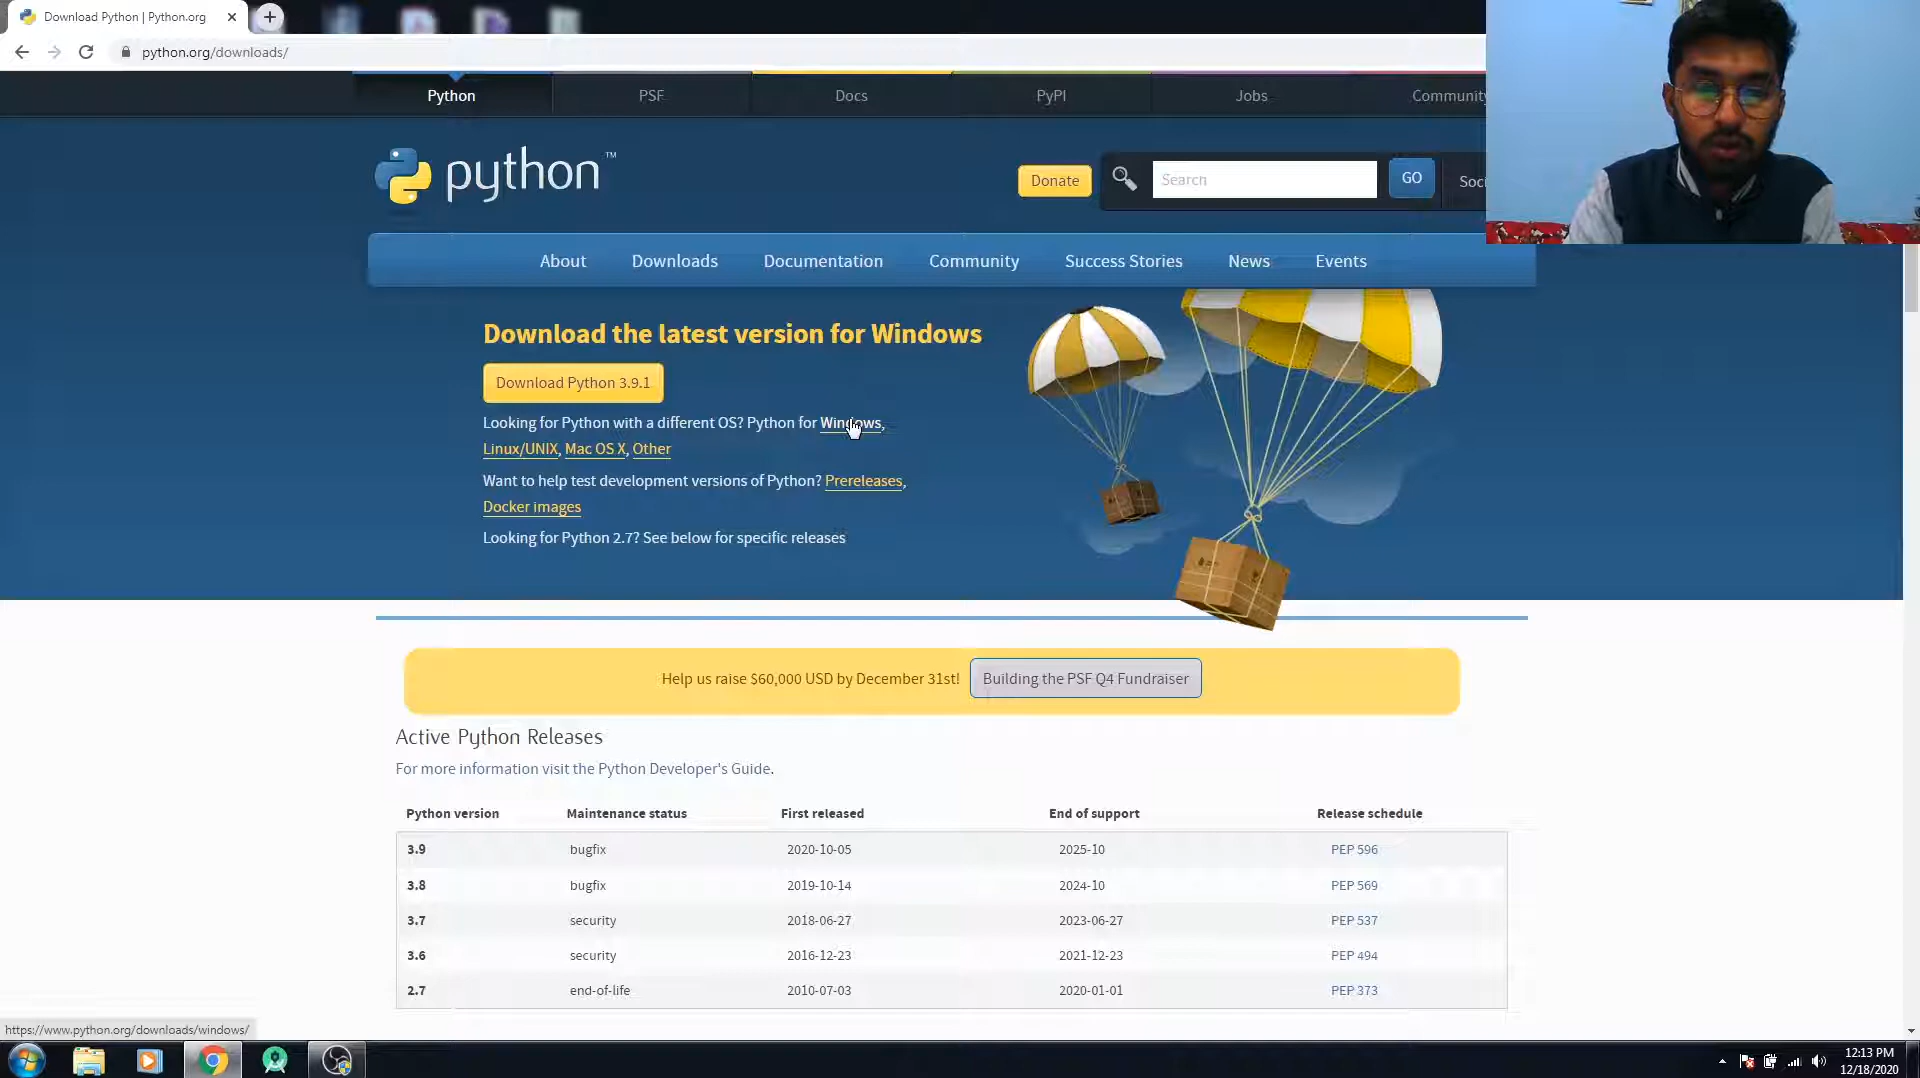 Download Python | Python.org
python.org/downloads/
Python PSF Docs PyPI Jobs Community
python™
Donate Search GO Soci
About Downloads Documentation Community Success Stories News Events
Download the latest version for Windows
Download Python 3.9.1
Looking for Python with a different OS? Python for Windows,
Linux/UNIX, Mac OS X, Other
Want to help test development versions of Python? Prereleases,
Docker images
Looking for Python 2.7? See below for specific releases
Help us raise $60,000 USD by December 31st! Building the PSF Q4 Fundraiser
Active Python Releases
For more information visit the Python Developer's Guide.
Python version Maintenance status First released End of support Release schedule
3.9 bugfix 2020-10-05 2025-10 PEP 596
3.8 bugfix 2019-10-14 2024-10 PEP 569
3.7 security 2018-06-27 2023-06-27 PEP 537
3.6 security 2016-12-23 2021-12-23 PEP 494
2.7 end-of-life 2010-07-03 2020-01-01 PEP 373
https://www.python.org/downloads/windows/
12:13 PM
12/18/2020